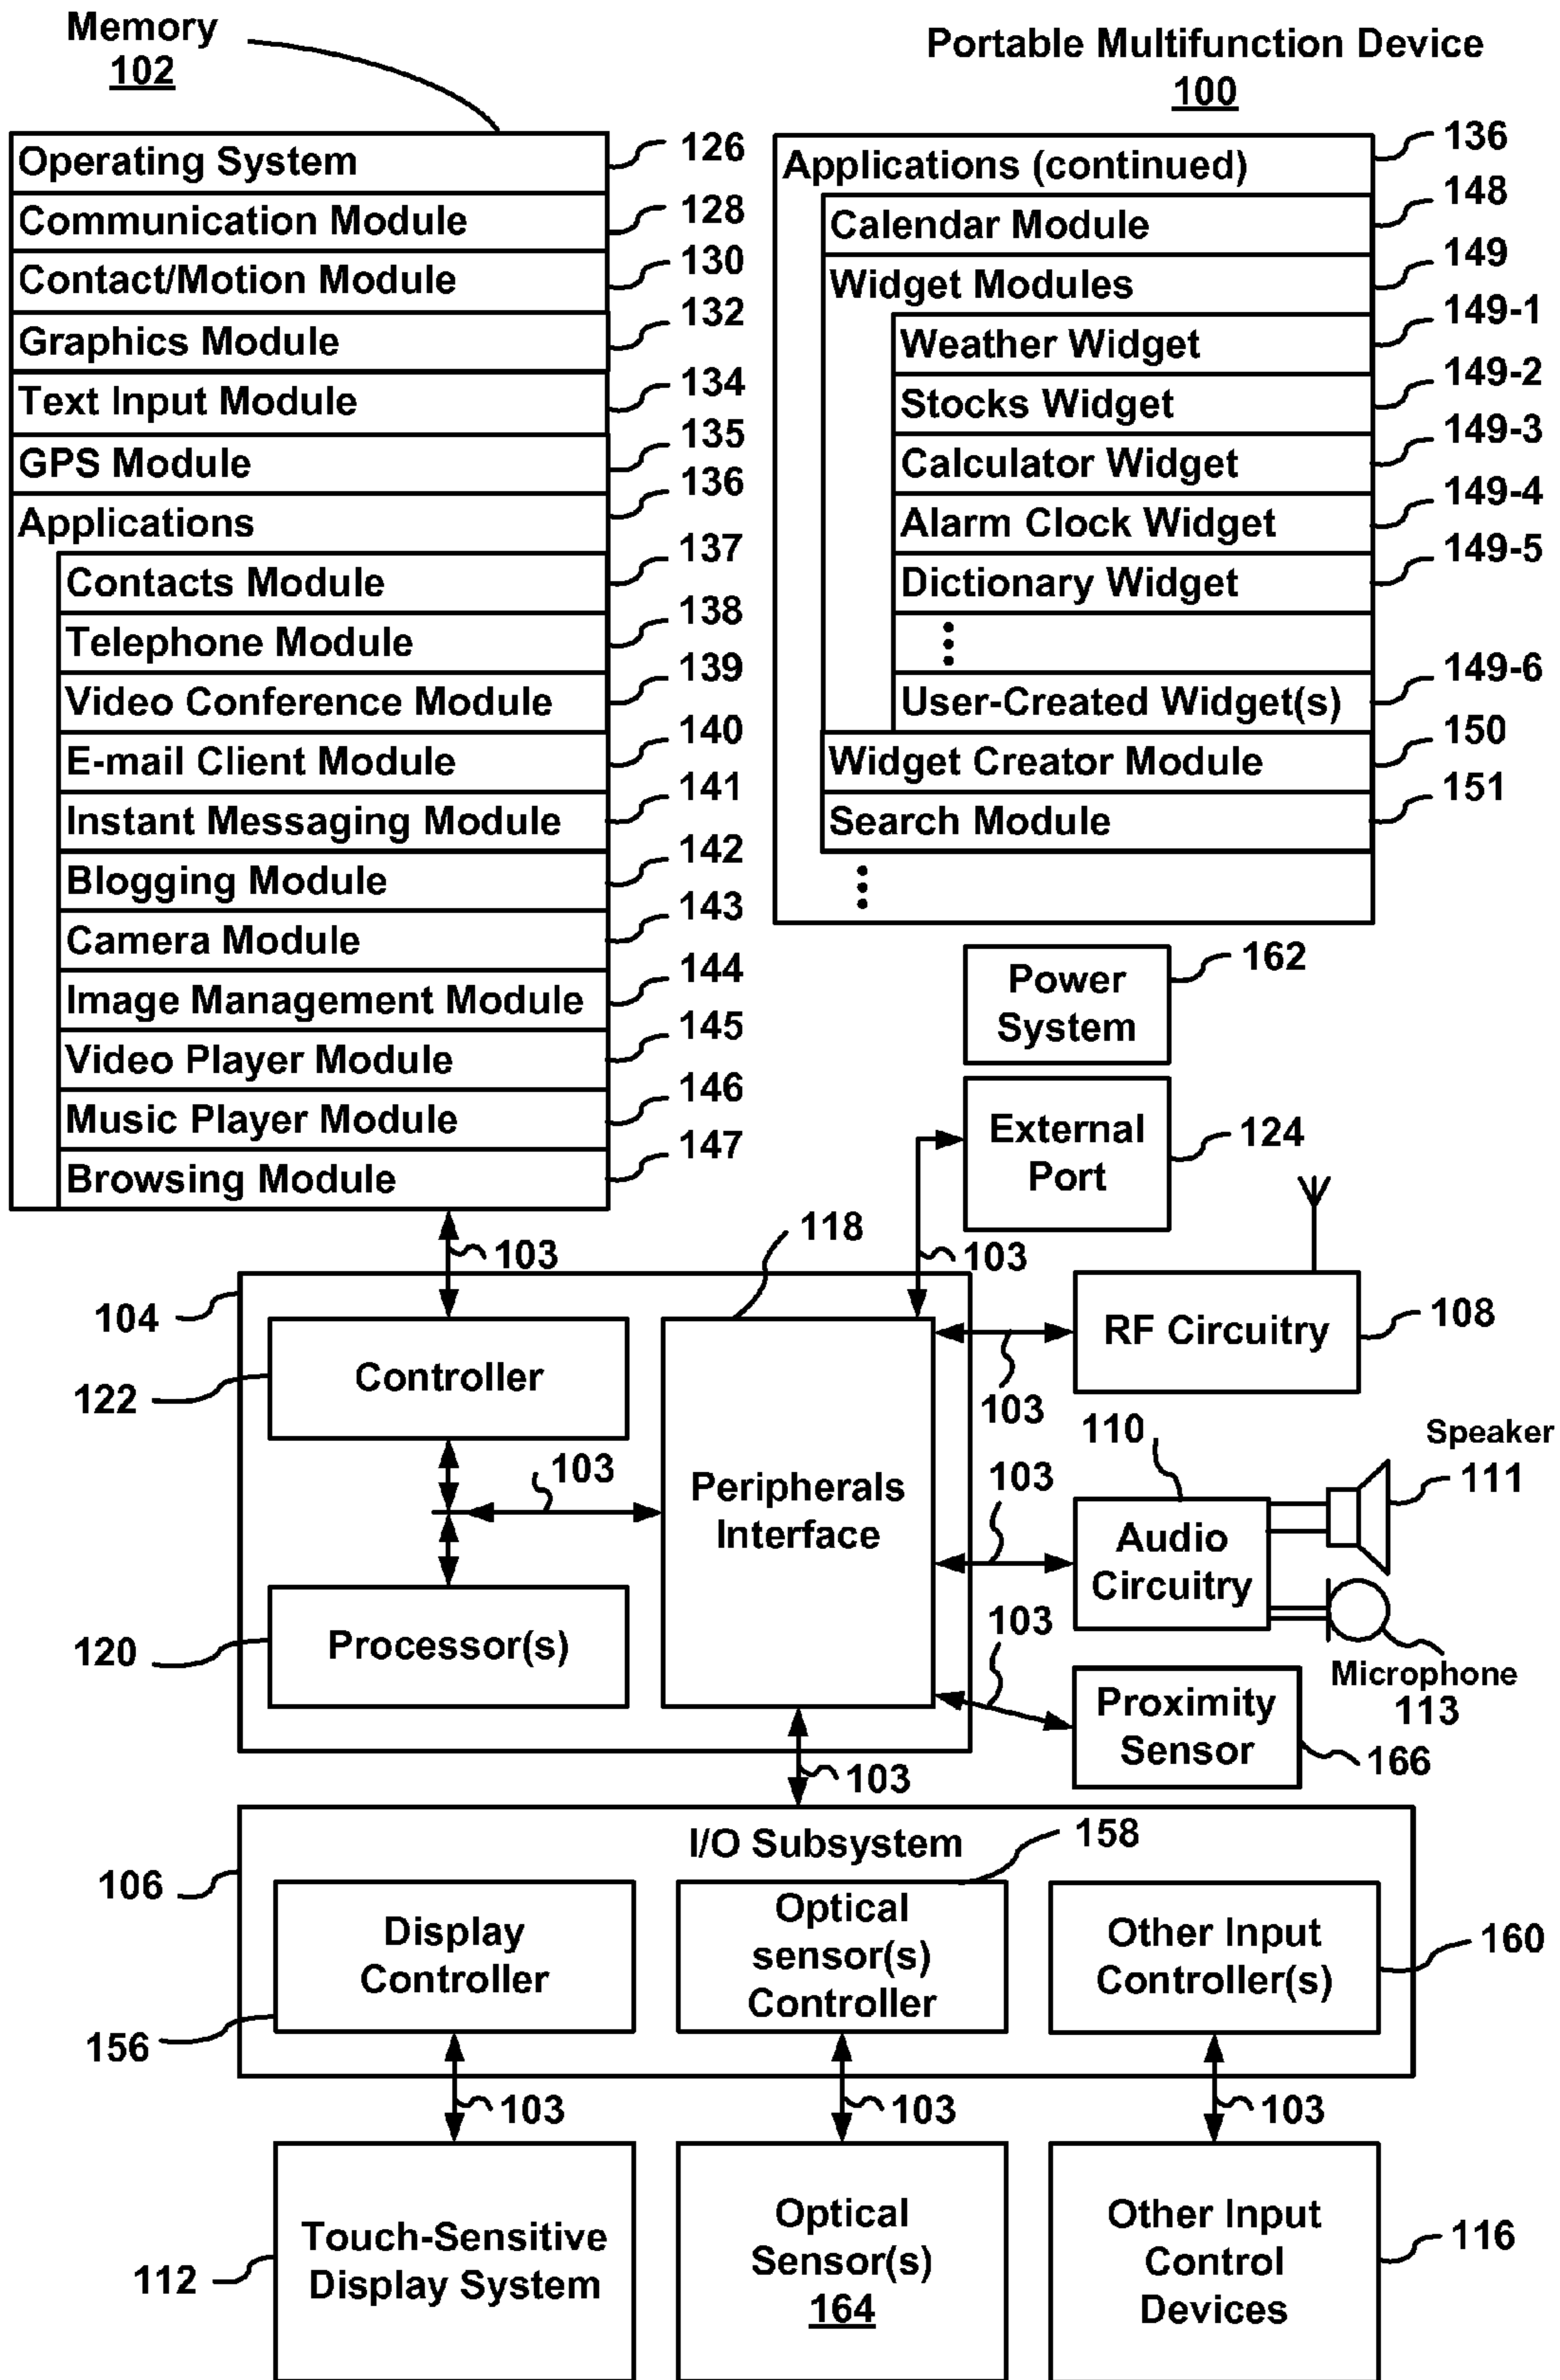 Memory
102
Portable Multifunction Device
100
Operating System 126
Communication Module 128
Contact/Motion Module 130
Graphics Module 132
Text Input Module 134
GPS Module 135
Applications 136
Contacts Module 137
Telephone Module 138
Video Conference Module 139
E-mail Client Module 140
Instant Messaging Module 141
Blogging Module 142
Camera Module 143
Image Management Module 144
Video Player Module 145
Music Player Module 146
Browsing Module 147
Applications (continued) 136
Calendar Module 148
Widget Modules 149
Weather Widget 149-1
Stocks Widget 149-2
Calculator Widget 149-3
Alarm Clock Widget 149-4
Dictionary Widget 149-5
User-Created Widget(s) 149-6
Widget Creator Module 150
Search Module 151
Power
System
162
External
Port
124
103
118
103
104
Controller
122
103
Peripherals
Interface
Processor(s)
120
RF Circuitry
108
103
110
Speaker
111
103
Audio
Circuitry
103
Microphone
113
Proximity
Sensor
166
103
I/O Subsystem
158
106
Display
Controller
156
Optical
sensor(s)
Controller
Other Input
Controller(s)
160
103
103
103
Touch-Sensitive
Display System
112
Optical
Sensor(s)
164
Other Input
Control
Devices
116